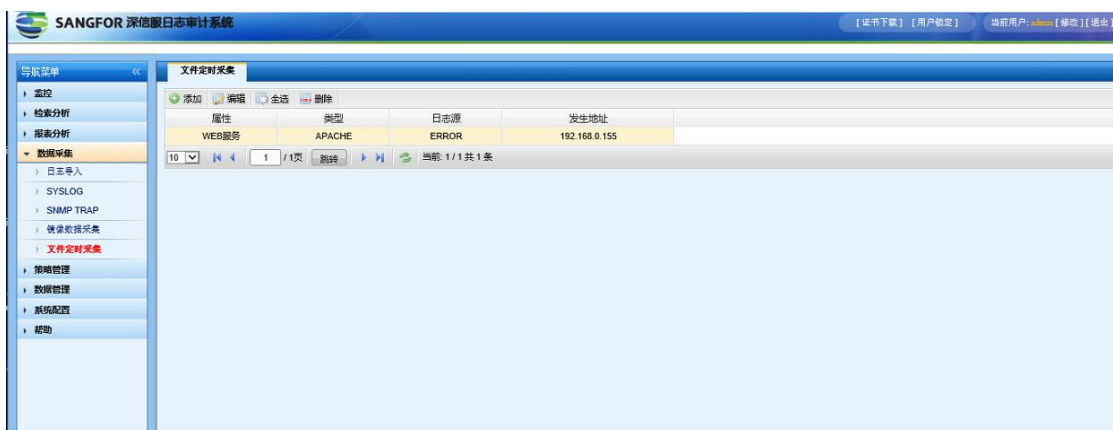 SANGFOR 深信服日志审计系统
[证书下载] [用户锁定] 当前用户:admin[修改][退出]
导航菜单
文件定时采集
监控
检索分析
报表分析
数据采集
日志导入
SYSLOG
SNMP TRAP
镜像数据采集
文件定时采集
策略管理
数据管理
系统配置
帮助
添加 编辑 全选 删除
属性 类型 日志源 发生地址
WEB服务 APACHE ERROR 192.168.0.155
10 1 /1页 跳转 当前:1/1共1条